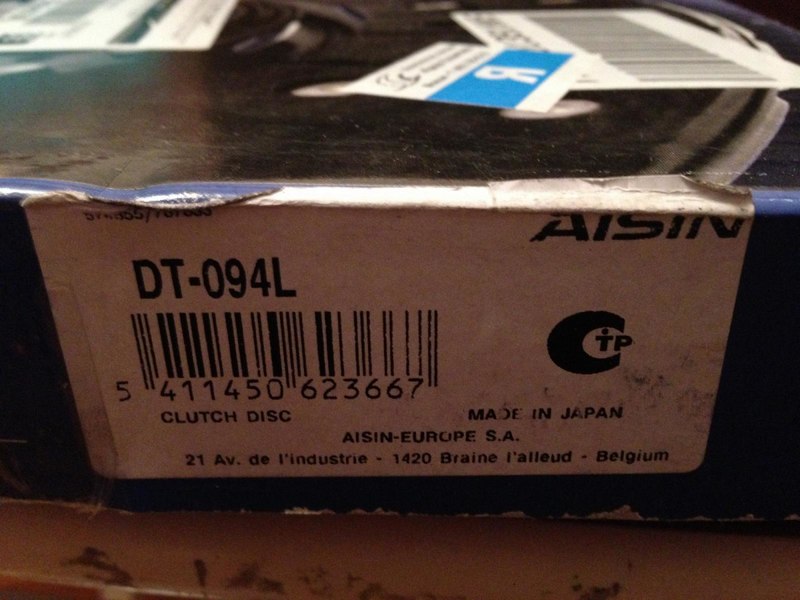 AISIN
DT-094L
CTP
5 411450 623667
CLUTCH DISC
MADE IN JAPAN
AISIN-EUROPE S.A.
21 Av. de l'industrie - 1420 Braine l'alleud - Belgium